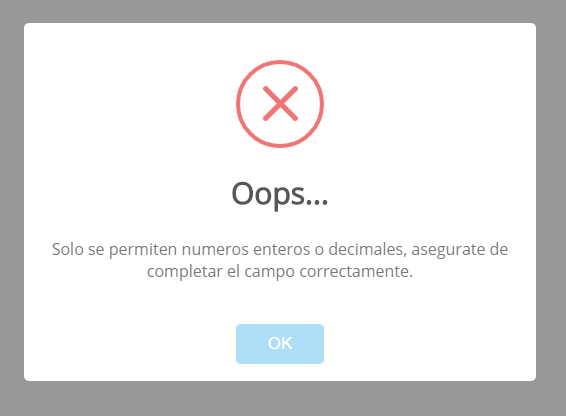 Oops...
Solo se permiten numeros enteros o decimales, asegurate de
completar el campo correctamente.
OK